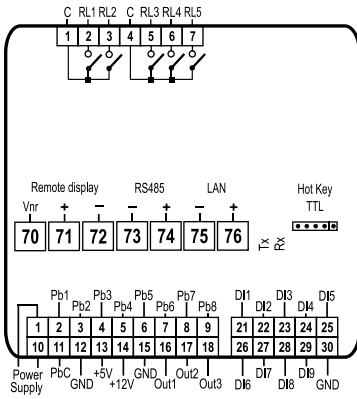 C RL1 RL2 C RL3 RL4 RL5
1 2 3 4 5 6 7
Remote display RS485 LAN Hot Key
TTL
Vnr + − − + − +
70 71 72 73 74 75 76
Tx
Rx
Pb1 Pb3 Pb5 Pb7 DI1 DI3 DI5
Pb2 Pb4 Pb6 Pb8 DI2 DI4
1 2 3 4 5 6 7 8 9 21 22 23 24 25
10 11 12 13 14 15 16 17 18 26 27 28 29 30
Power Supply PbC +5V GND Out2 DI7 DI9
GND +12V Out1 Out3 DI6 DI8 GND